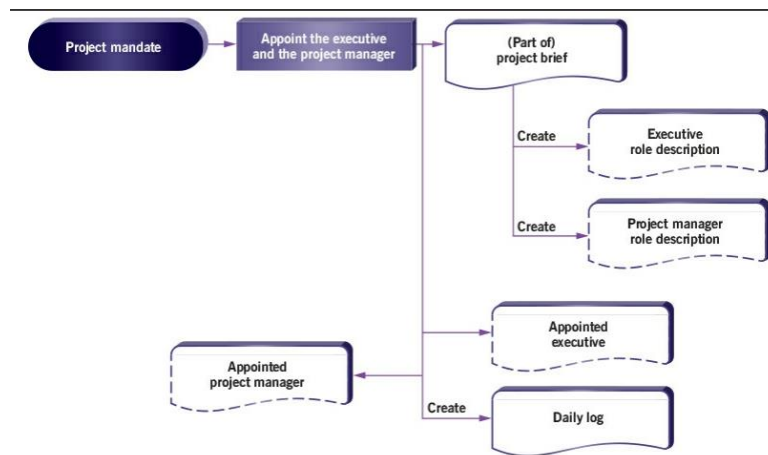 Project mandate
Appoint the executive
and the project manager
(Part of)
project brief
Create
Executive
role description
Create
Project manager
role description
Appointed
executive
Appointed
project manager
Create
Daily log